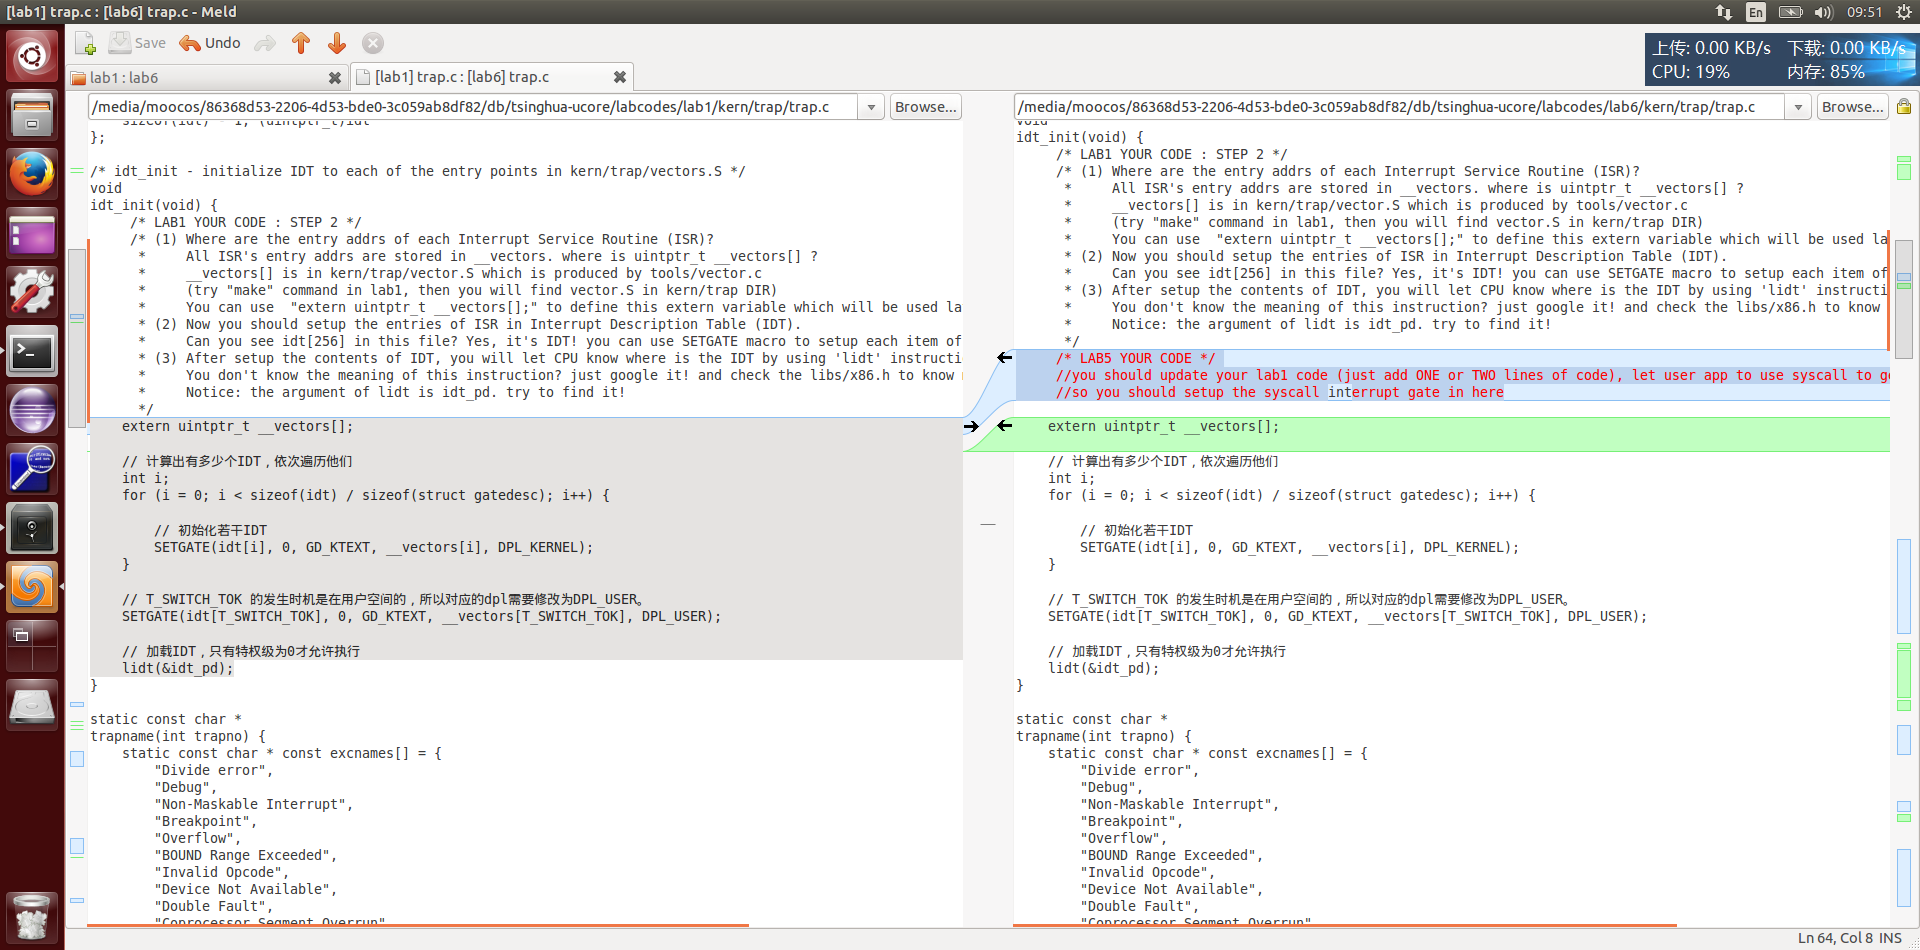 [lab1] trap.c : [lab6] trap.c - Meld
En
09:51
Save
Undo
上传: 0.00 KB/s 下载: 0.00 KB/s
CPU: 19% 内存: 85%
lab1 : lab6
[lab1] trap.c : [lab6] trap.c
/media/moocos/86368d53-2206-4d53-bde0-3c059ab8df82/db/tsinghua-ucore/labcodes/lab1/kern/trap/trap.c
Browse...
sizeof(idt) - 1, (uintptr_t)idt
};
/* idt_init - initialize IDT to each of the entry points in kern/trap/vectors.S */
void
idt_init(void) {
/* LAB1 YOUR CODE : STEP 2 */
/* (1) Where are the entry addrs of each Interrupt Service Routine (ISR)?
* All ISR's entry addrs are stored in __vectors. where is uintptr_t __vectors[] ?
* __vectors[] is in kern/trap/vector.S which is produced by tools/vector.c
* (try "make" command in lab1, then you will find vector.S in kern/trap DIR)
* You can use "extern uintptr_t __vectors[];" to define this extern variable which will be used la
* (2) Now you should setup the entries of ISR in Interrupt Description Table (IDT).
* Can you see idt[256] in this file? Yes, it's IDT! you can use SETGATE macro to setup each item of
* (3) After setup the contents of IDT, you will let CPU know where is the IDT by using 'lidt' instructi
* You don't know the meaning of this instruction? just google it! and check the libs/x86.h to know
* Notice: the argument of lidt is idt_pd. try to find it!
*/
extern uintptr_t __vectors[];
// 计算出有多少个IDT，依次遍历他们
int i;
for (i = 0; i < sizeof(idt) / sizeof(struct gatedesc); i++) {
// 初始化若干IDT
SETGATE(idt[i], 0, GD_KTEXT, __vectors[i], DPL_KERNEL);
}
// T_SWITCH_TOK 的发生时机是在用户空间的，所以对应的dpl需要修改为DPL_USER。
SETGATE(idt[T_SWITCH_TOK], 0, GD_KTEXT, __vectors[T_SWITCH_TOK], DPL_USER);
// 加载IDT，只有特权级为0才允许执行
lidt(&idt_pd);
}
static const char *
trapname(int trapno) {
static const char * const excnames[] = {
"Divide error",
"Debug",
"Non-Maskable Interrupt",
"Breakpoint",
"Overflow",
"BOUND Range Exceeded",
"Invalid Opcode",
"Device Not Available",
"Double Fault",
"Coprocessor Segment Overrun"
/media/moocos/86368d53-2206-4d53-bde0-3c059ab8df82/db/tsinghua-ucore/labcodes/lab6/kern/trap/trap.c
Browse...
void
idt_init(void) {
/* LAB1 YOUR CODE : STEP 2 */
/* (1) Where are the entry addrs of each Interrupt Service Routine (ISR)?
* All ISR's entry addrs are stored in __vectors. where is uintptr_t __vectors[] ?
* __vectors[] is in kern/trap/vector.S which is produced by tools/vector.c
* (try "make" command in lab1, then you will find vector.S in kern/trap DIR)
* You can use "extern uintptr_t __vectors[];" to define this extern variable which will be used la
* (2) Now you should setup the entries of ISR in Interrupt Description Table (IDT).
* Can you see idt[256] in this file? Yes, it's IDT! you can use SETGATE macro to setup each item of
* (3) After setup the contents of IDT, you will let CPU know where is the IDT by using 'lidt' instructi
* You don't know the meaning of this instruction? just google it! and check the libs/x86.h to know
* Notice: the argument of lidt is idt_pd. try to find it!
*/
/* LAB5 YOUR CODE */
//you should update your lab1 code (just add ONE or TWO lines of code), let user app to use syscall to ge
//so you should setup the syscall interrupt gate in here
extern uintptr_t __vectors[];
// 计算出有多少个IDT，依次遍历他们
int i;
for (i = 0; i < sizeof(idt) / sizeof(struct gatedesc); i++) {
// 初始化若干IDT
SETGATE(idt[i], 0, GD_KTEXT, __vectors[i], DPL_KERNEL);
}
// T_SWITCH_TOK 的发生时机是在用户空间的，所以对应的dpl需要修改为DPL_USER。
SETGATE(idt[T_SWITCH_TOK], 0, GD_KTEXT, __vectors[T_SWITCH_TOK], DPL_USER);
// 加载IDT，只有特权级为0才允许执行
lidt(&idt_pd);
}
static const char *
trapname(int trapno) {
static const char * const excnames[] = {
"Divide error",
"Debug",
"Non-Maskable Interrupt",
"Breakpoint",
"Overflow",
"BOUND Range Exceeded",
"Invalid Opcode",
"Device Not Available",
"Double Fault",
"Coprocessor Segment Overrun"
Ln 64, Col 8 INS